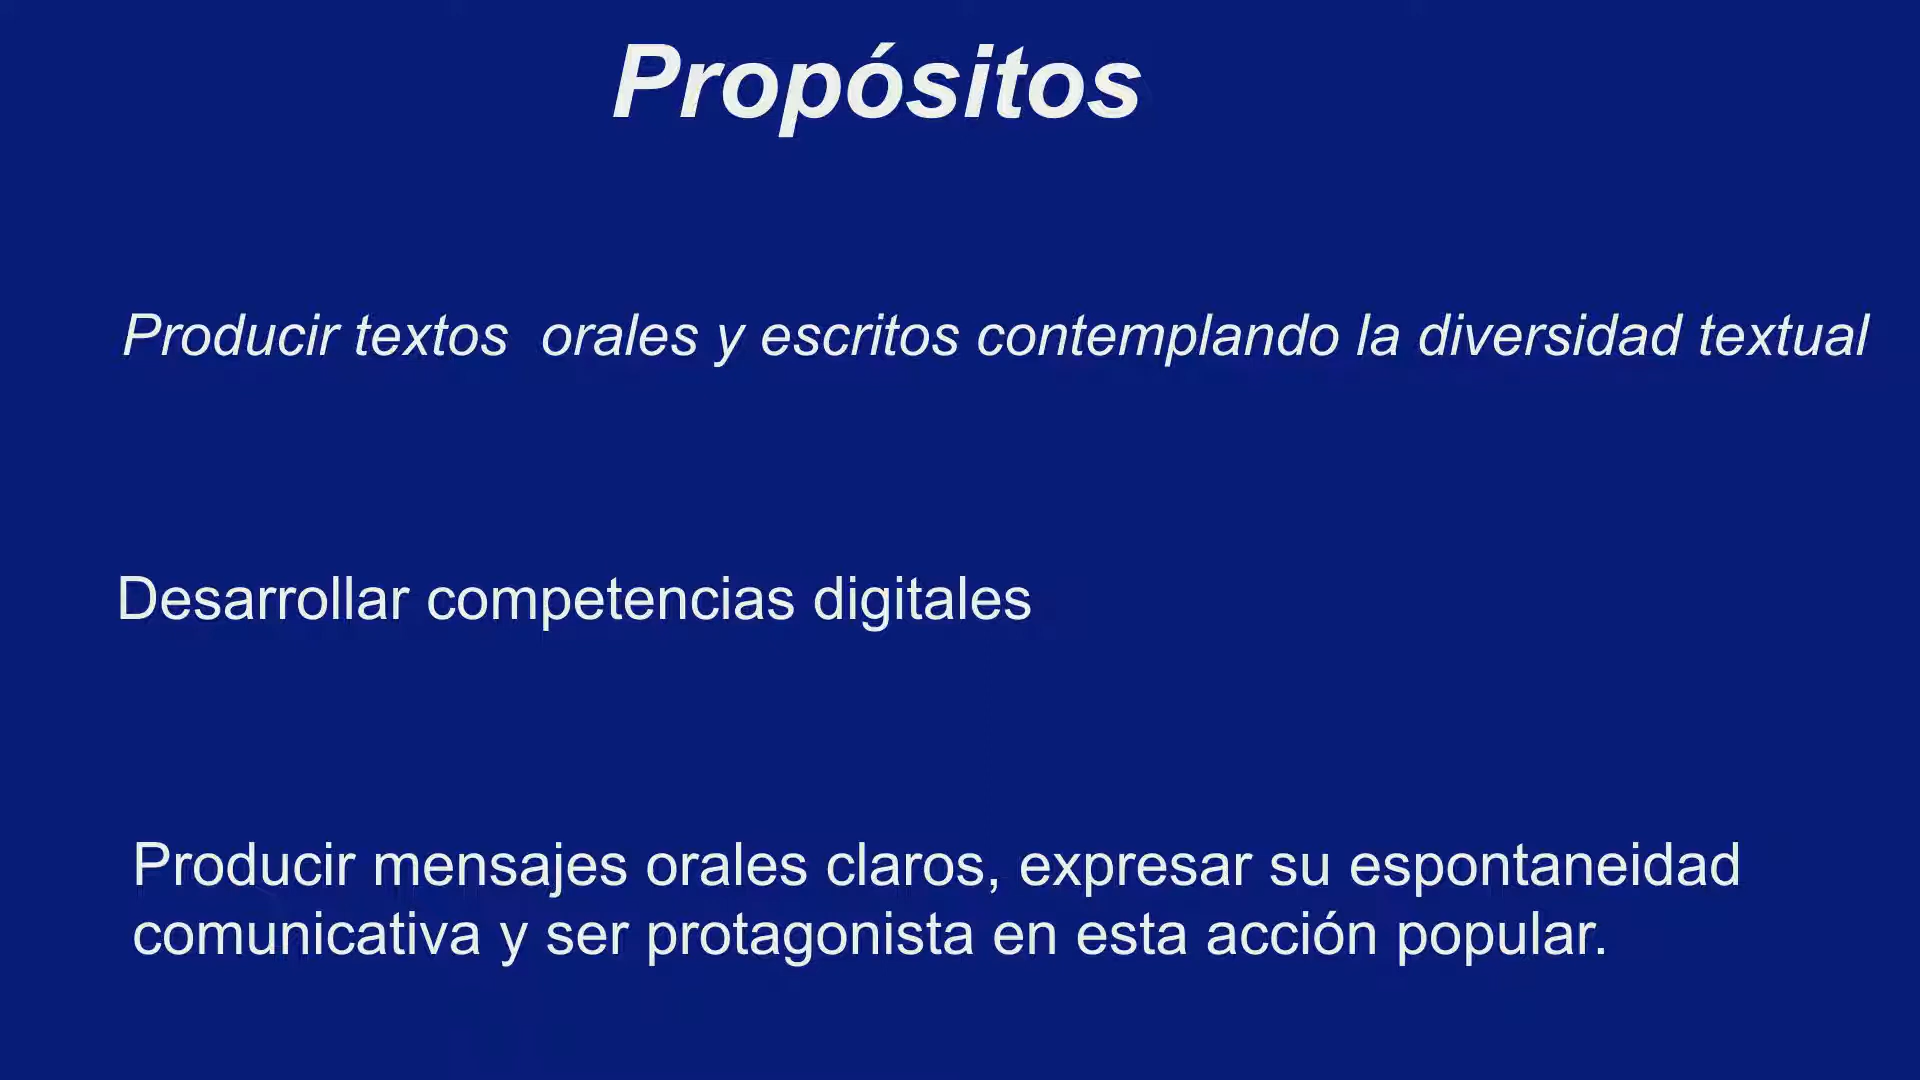 Propósitos
Producir textos  orales y escritos contemplando la diversidad textual
Desarrollar competencias digitales
Producir mensajes orales claros, expresar su espontaneidad
comunicativa y ser protagonista en esta acción popular.